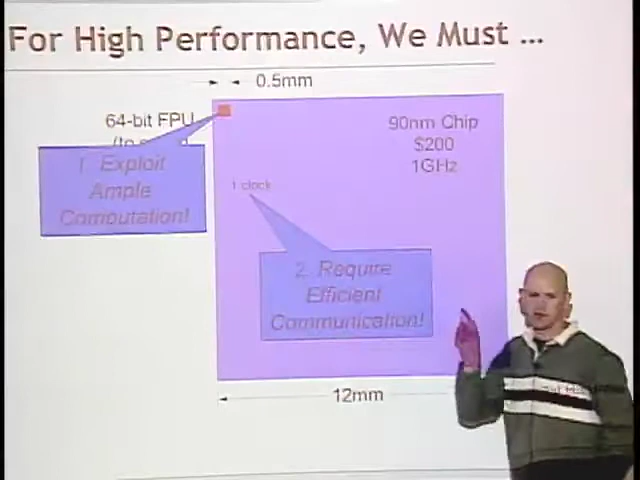 For High Performance, We Must ...
0.5mm
64-bit FPU
(to
90nm Chip
$200
1GHz
1. Exploit
Ample
Computation!
1 clock
2. Require
Efficient
Communication!
12mm